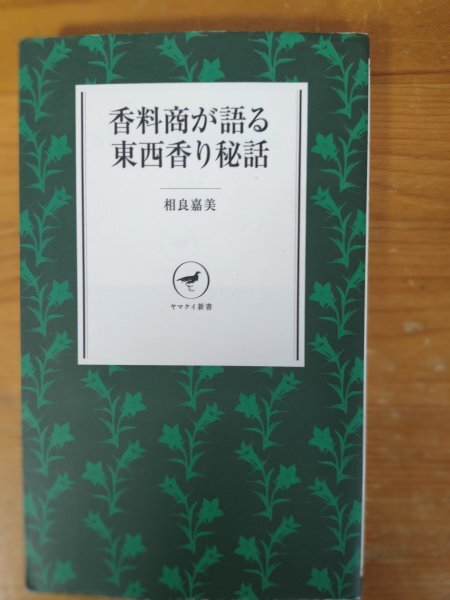 香料商が語る
東西香り秘話
相良嘉美
ヤマケイ新書